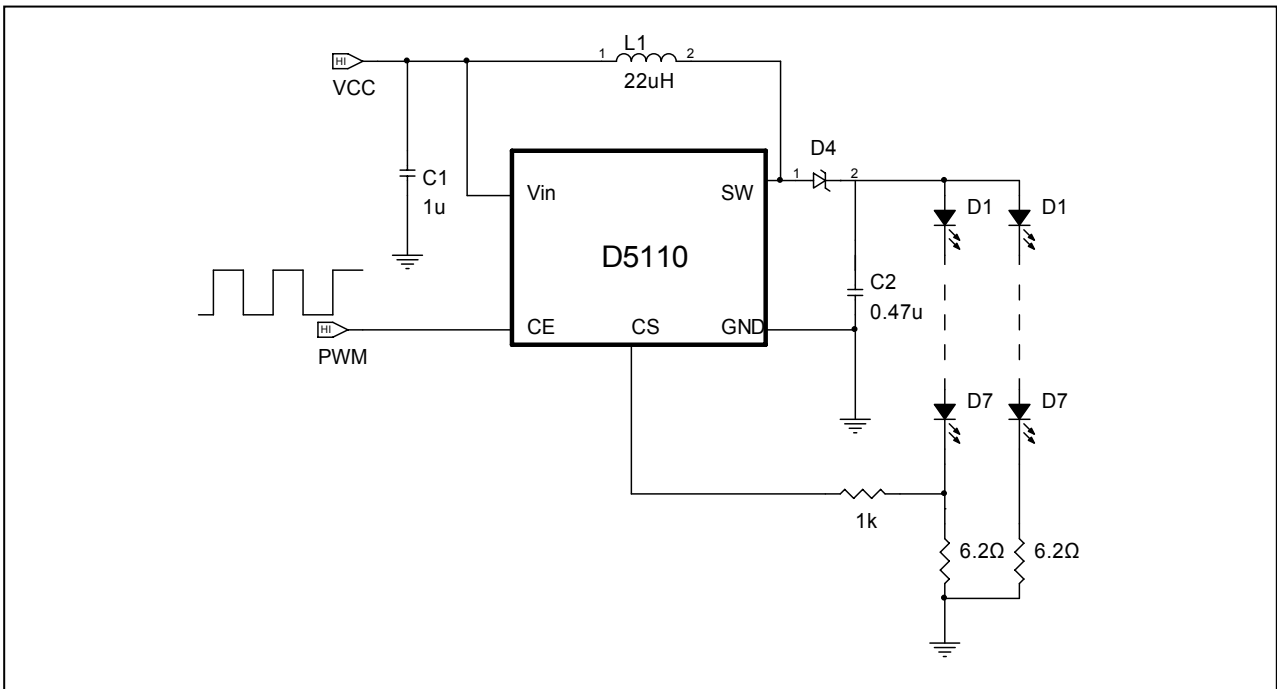 L1
1 2
22uH
HI
VCC
C1
1u
Vin
SW
D4
1 2
D1 D1
D5110
C2
0.47u
HI
PWM
CE
CS
GND
D7 D7
1k
6.2Ω 6.2Ω